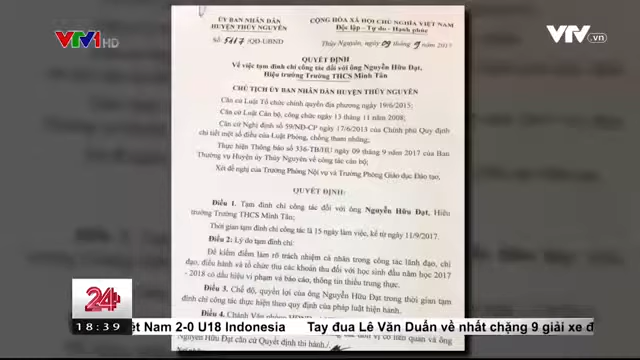 VTV1 HD
VTV.vn
ỦY BAN NHÂN DÂN
HUYỆN THỦY NGUYÊN
CỘNG HÒA XÃ HỘI CHỦ NGHĨA VIỆT NAM
Độc lập - Tự do - Hạnh phúc
Số: 5417/QĐ-UBND
Thủy Nguyên, ngày 09 tháng 9 năm 2017
QUYẾT ĐỊNH
Về việc tạm đình chỉ công tác đối với ông Nguyễn Hữu Đạt,
Hiệu trưởng Trường THCS Minh Tân
CHỦ TỊCH ỦY BAN NHÂN DÂN HUYỆN THỦY NGUYÊN
Căn cứ Luật Tổ chức chính quyền địa phương ngày 19/6/2015;
Căn cứ Luật Cán bộ, công chức ngày 13 tháng 11 năm 2008;
Căn cứ Nghị định số 59/NĐ-CP ngày 17/6/2013 của Chính phủ Quy định
chi tiết một số điều của Luật Phòng, chống tham nhũng;
Thực hiện Thông báo số 336-TB/HU ngày 09 tháng 9 năm 2017 của Ban
Thường vụ Huyện ủy Thủy Nguyên về công tác cán bộ;
Xét đề nghị của Trưởng Phòng Nội vụ và Trưởng Phòng Giáo dục Đào tạo,
QUYẾT ĐỊNH:
Điều 1. Tạm đình chỉ công tác đối với ông Nguyễn Hữu Đạt, Hiệu
trưởng Trường THCS Minh Tân;
Thời gian tạm đình chỉ công tác là 15 ngày làm việc, kể từ ngày 11/9/2017.
Điều 2: Lý do tạm đình chỉ:
Để kiểm điểm làm rõ trách nhiệm cá nhân trong công tác lãnh đạo, chỉ
đạo, điều hành và tổ chức thu các khoản thu đối với học sinh đầu năm học 2017
- 2018 có dấu hiệu vi phạm và báo cáo, thông tin thiếu trung thực.
Điều 3. Chế độ, quyền lợi của ông Nguyễn Hữu Đạt trong thời gian tạm
đình chỉ công tác thực hiện theo quy định của pháp luật hiện hành.
Điều 4. Chánh Văn phòng
đơn vị có liên quan và ông
Nguyễn Hữu Đạt căn cứ Quyết định thi hành./.
24
18:39
iệt Nam 2-0 U18 Indonesia Tay đua Lê Văn Duẩn về nhất chặng 9 giải xe đ